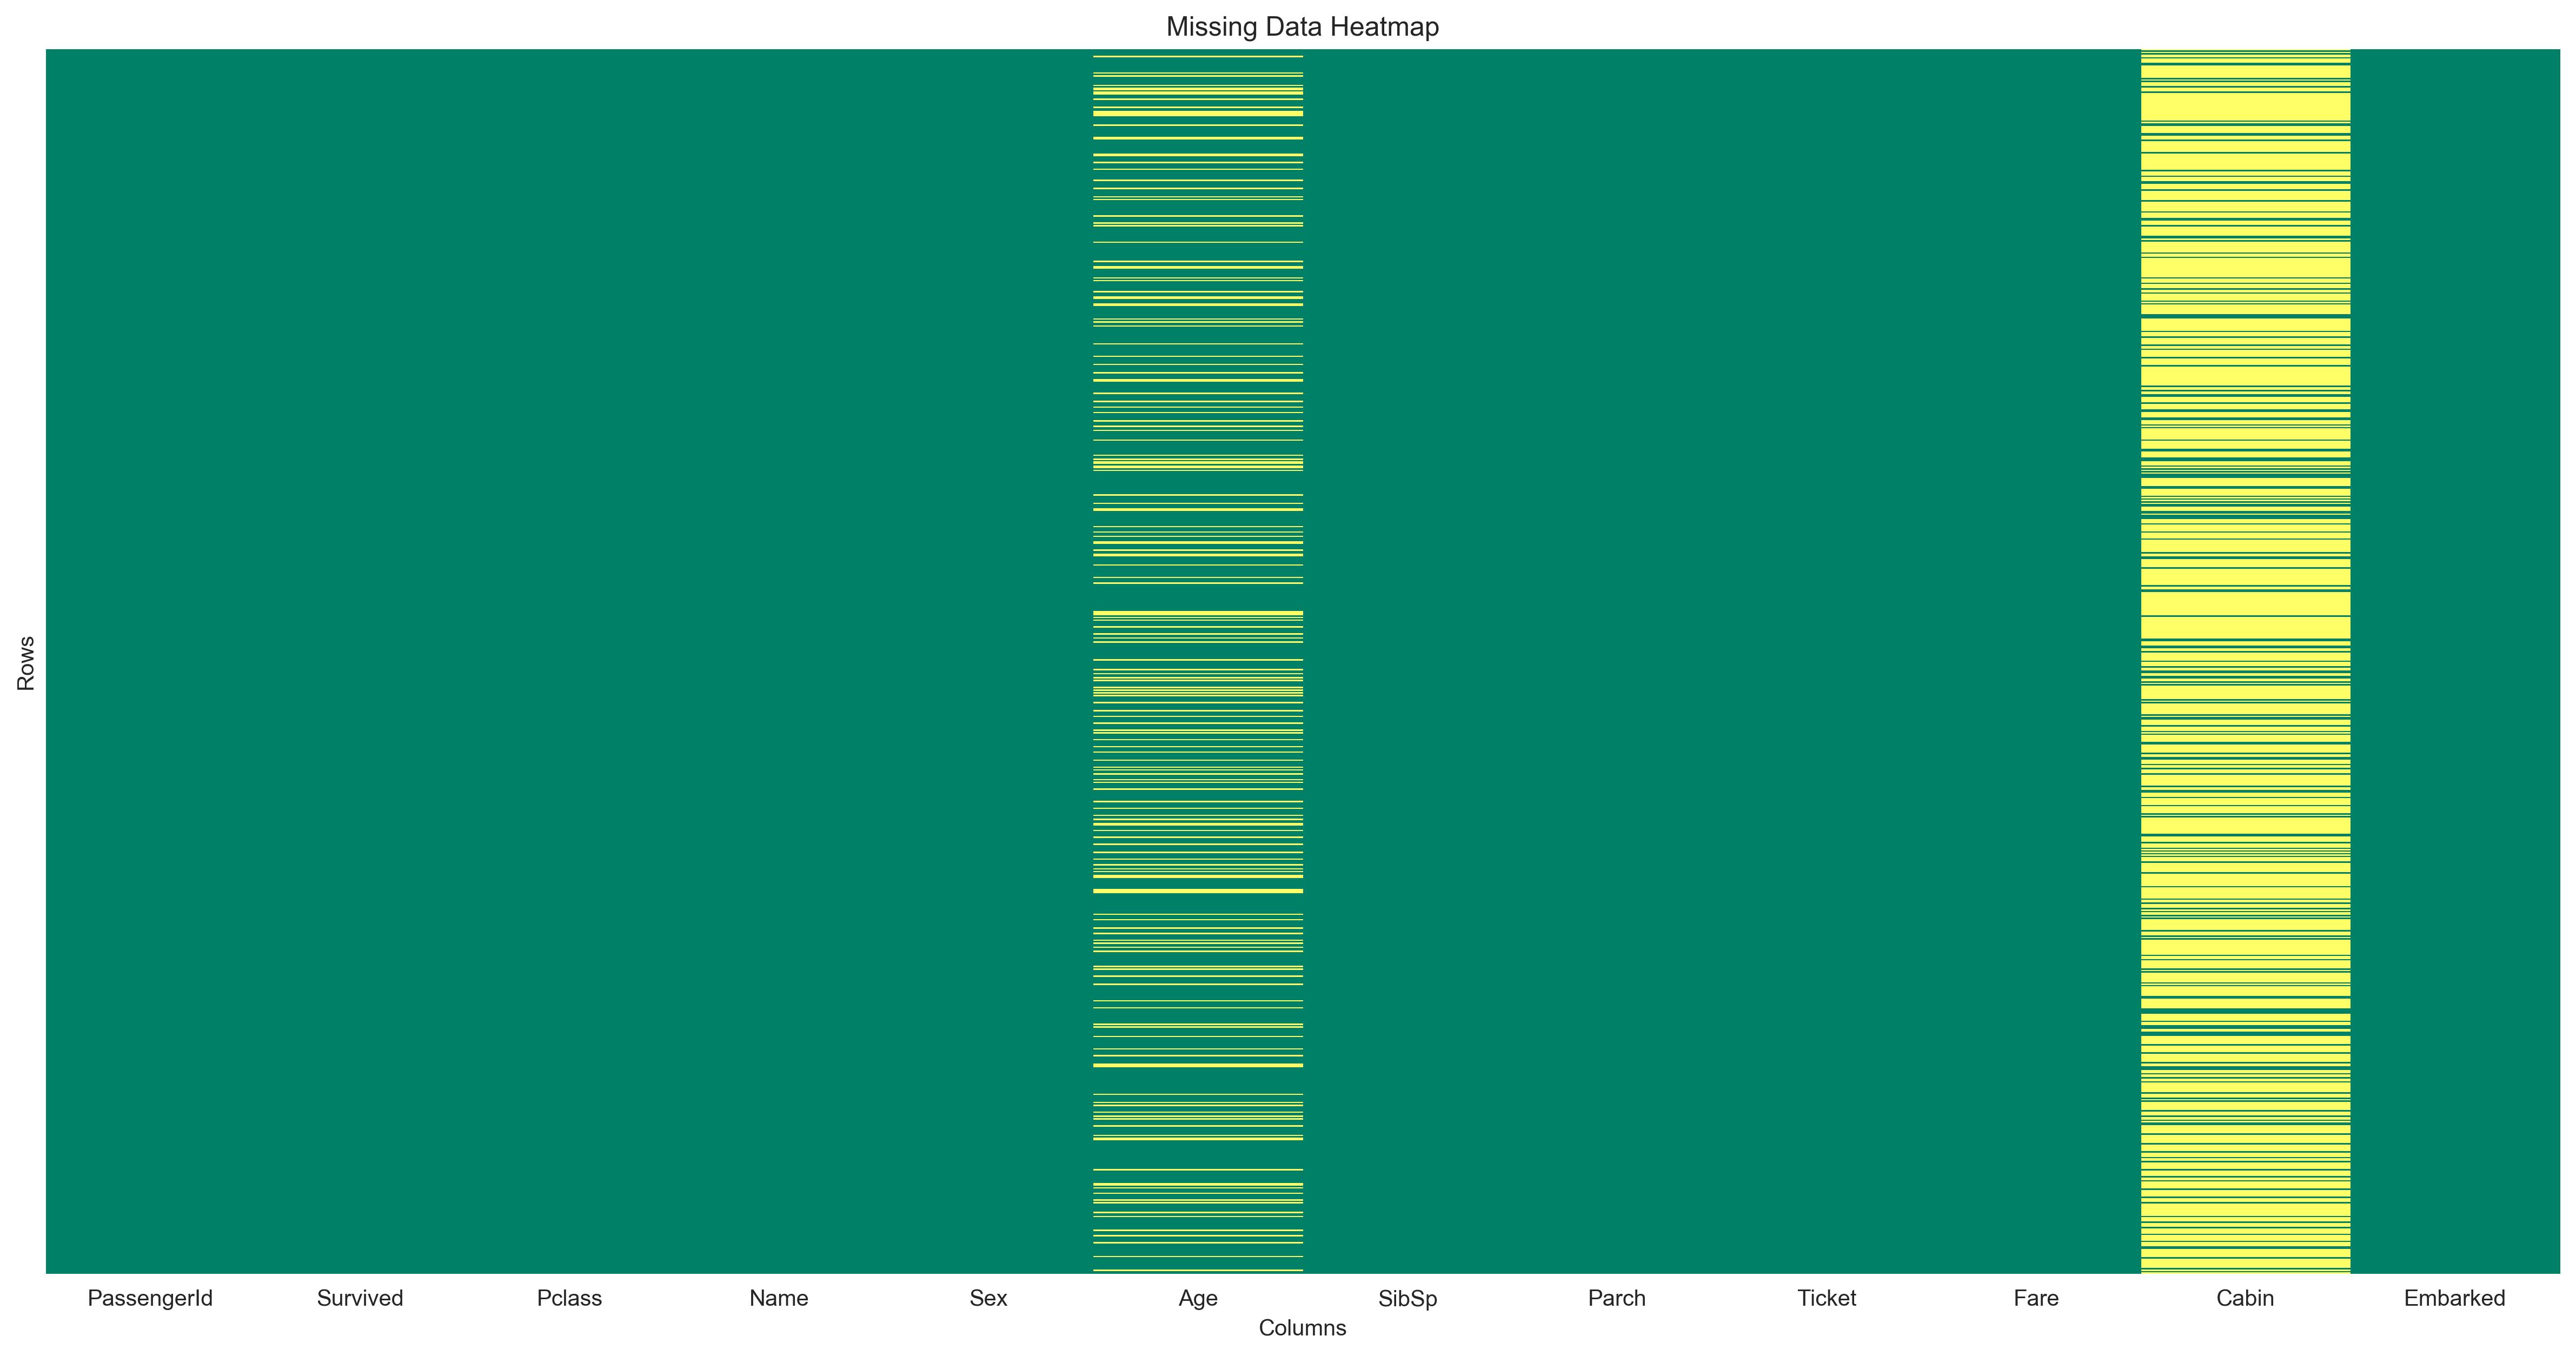 Missing Data Heatmap
Rows
PassengerId Survived Pclass Name Sex Age SibSp Parch Ticket Fare Cabin Embarked
Columns